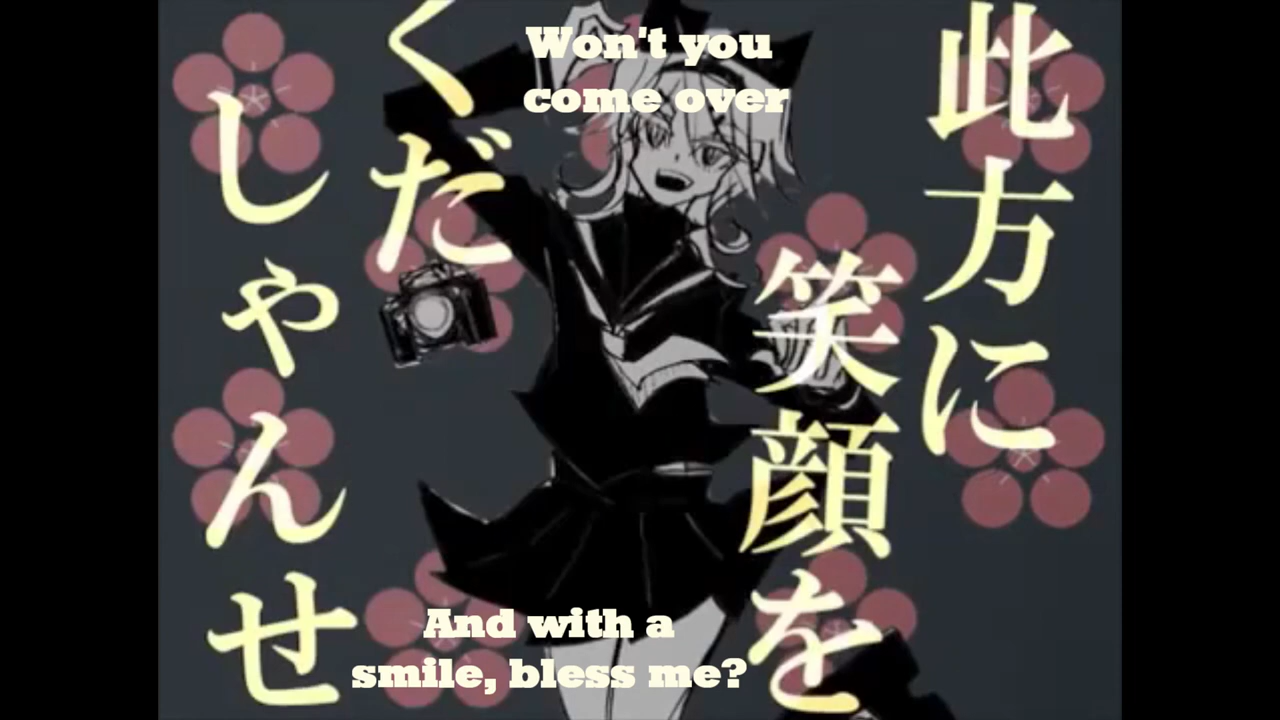 Won't you
come over
此方に
笑顔を
くだ
しゃんせ
And with a
smile, bless me?